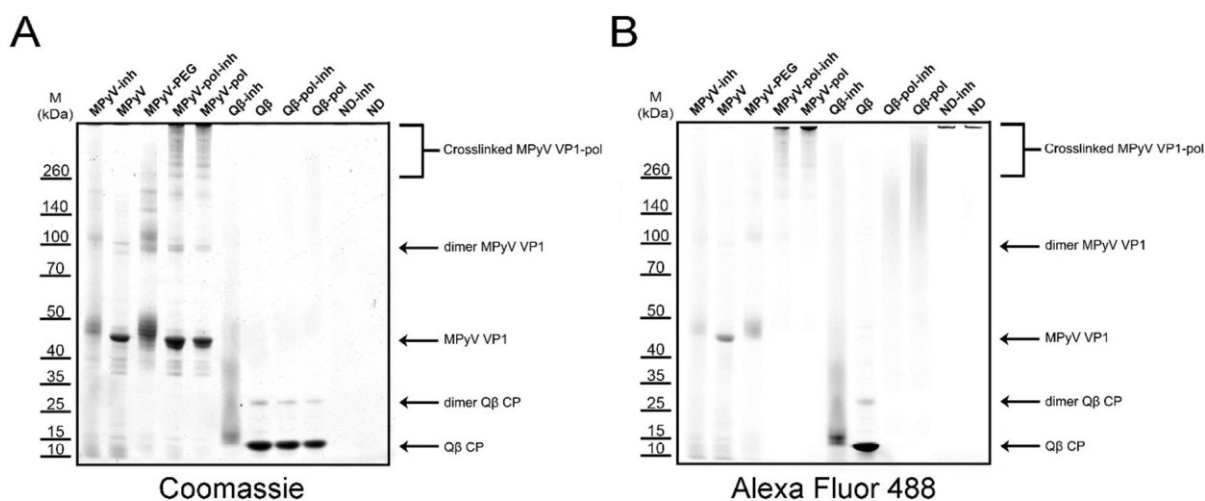 A
M
(kDa)
MPyV-inh
MPyV
MPyV-PEG
MPyV-pol-inh
MPyV-pol
Qβ-inh
Qβ
Qβ-pol-inh
Qβ-pol
ND-inh
ND
260
140
100
70
50
40
35
25
15
10
Crosslinked MPyV VP1-pol
dimer MPyV VP1
MPyV VP1
dimer Qβ CP
Qβ CP
Coomassie
B
M
(kDa)
MPyV-inh
MPyV
MPyV-PEG
MPyV-pol-inh
MPyV-pol
Qβ-inh
Qβ
Qβ-pol-inh
Qβ-pol
ND-inh
ND
260
140
100
70
50
40
35
25
15
10
Crosslinked MPyV VP1-pol
dimer MPyV VP1
MPyV VP1
dimer Qβ CP
Qβ CP
Alexa Fluor 488